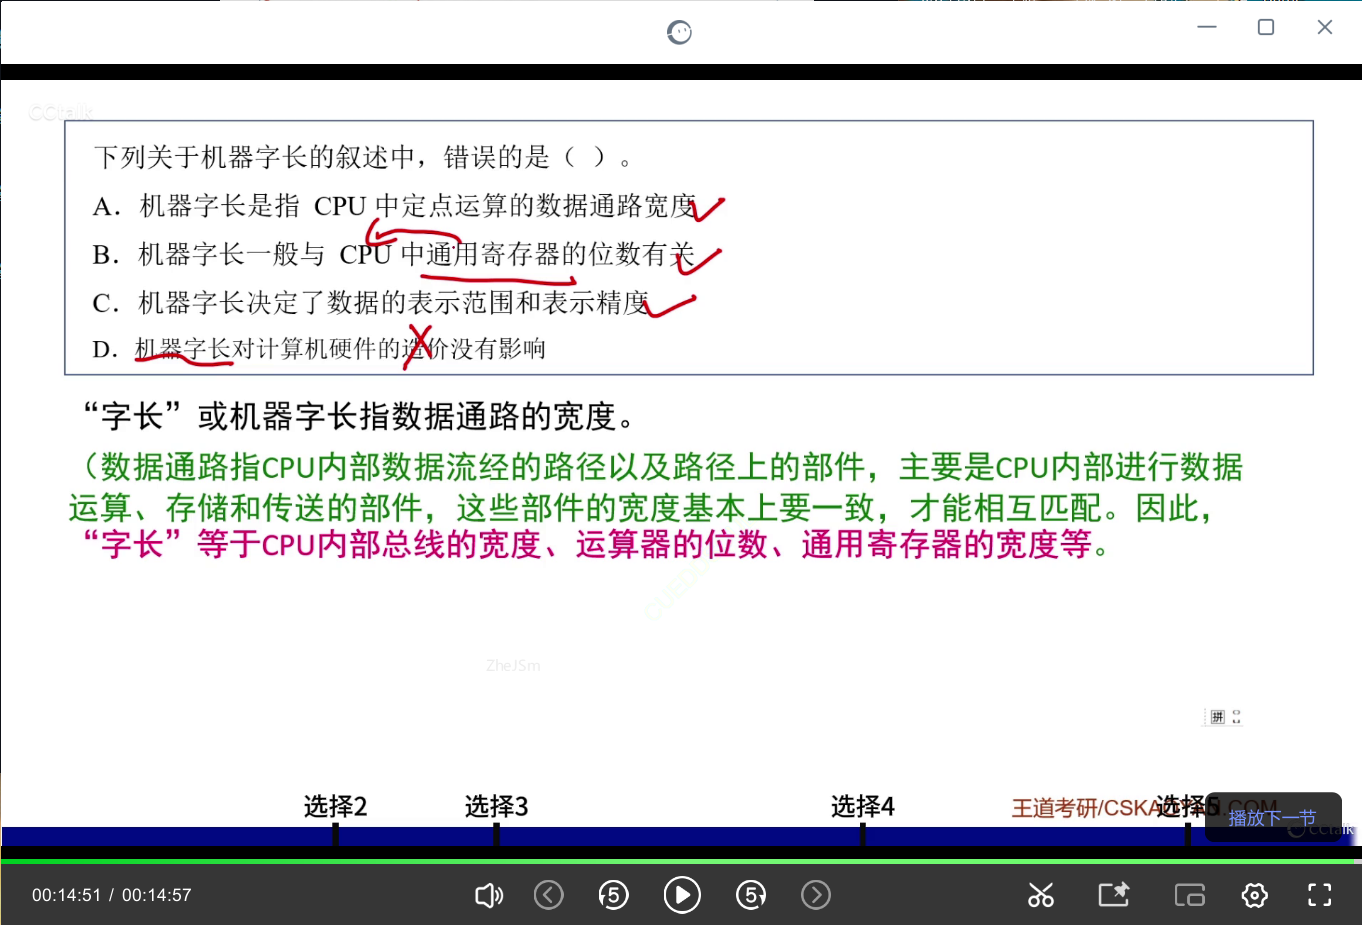 CCtalk
下列关于机器字长的叙述中，错误的是（ ）。
A．机器字长是指 CPU 中定点运算的数据通路宽度
B．机器字长一般与 CPU 中通用寄存器的位数有关
C．机器字长决定了数据的表示范围和表示精度
D．机器字长对计算机硬件的造价没有影响
“字长”或机器字长指数据通路的宽度。
（数据通路指CPU内部数据流经的路径以及路径上的部件，主要是CPU内部进行数据
运算、存储和传送的部件，这些部件的宽度基本上要一致，才能相互匹配。因此，
“字长”等于CPU内部总线的宽度、运算器的位数、通用寄存器的宽度等。
ZheJSm
拼
选择2 选择3 选择4 王道考研/CSKA 选择5 .COM
播放下一节
CCtalk
00:14:51 / 00:14:57 5 5